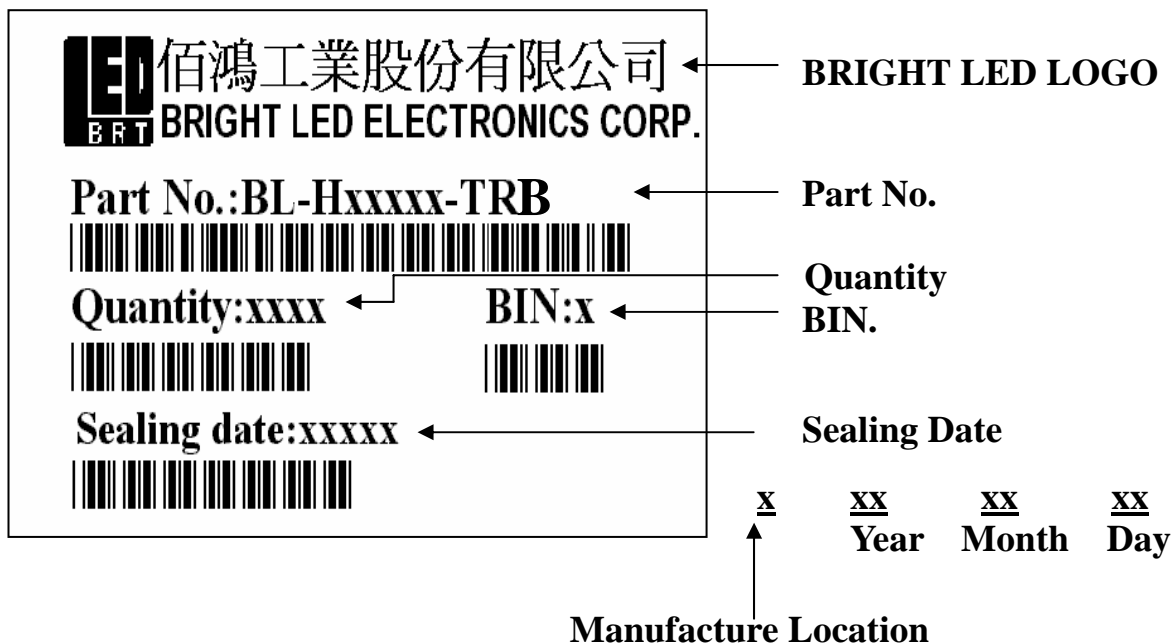 LED 佰鴻工業股份有限公司
BRT BRIGHT LED ELECTRONICS CORP.
BRIGHT LED LOGO
Part No.:BL-Hxxxxx-TRB
Part No.
Quantity:xxxx
BIN:x
Quantity
BIN.
Sealing date:xxxxx
Sealing Date
x xx xx xx
Year Month Day
Manufacture Location